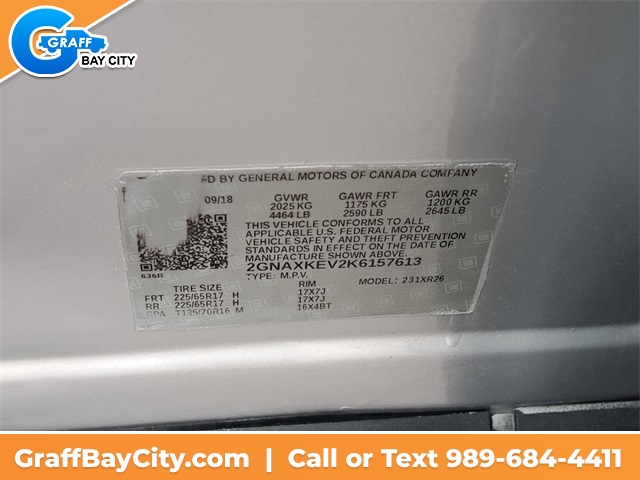 GRAFF
BAY CITY
FD BY GENERAL MOTORS OF CANADA COMPANY
09/18 GVWR GAWR FRT GAWR RR
2025 KG 1175 KG 1200 KG
4464 LB 2590 LB 2645 LB
THIS VEHICLE CONFORMS TO ALL
APPLICABLE U.S. FEDERAL MOTOR
VEHICLE SAFETY AND THEFT
PREVENTION STANDARDS IN EFFECT ON THE DATE OF
MANUFACTURE SHOWN ABOVE.
2GNAXKEV2K6157613
636R TYPE: M.P.V. MODEL: 231XR26
TIRE SIZE RIM
FRT 225/65R17 H 17X7J
RR 225/65R17 H 17X7J
SPA T135/70R16 M 16X4BT
GraffBayCity.com | Call or Text 989-684-4411